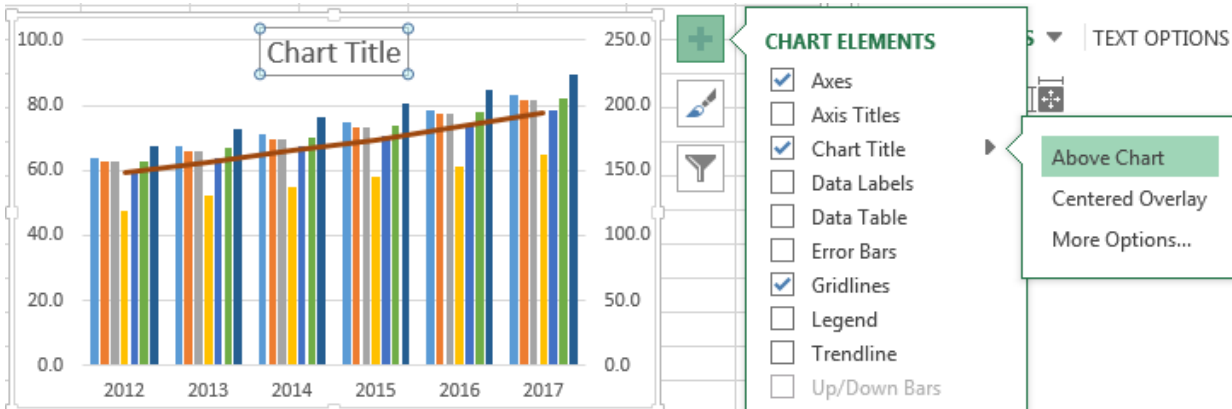 Chart Title
100.0
80.0
60.0
40.0
20.0
0.0
250.0
200.0
150.0
100.0
50.0
0.0
2012 2013 2014 2015 2016 2017
CHART ELEMENTS
Axes
Axis Titles
Chart Title
Data Labels
Data Table
Error Bars
Gridlines
Legend
Trendline
Up/Down Bars
S
TEXT OPTIONS
Above Chart
Centered Overlay
More Options...